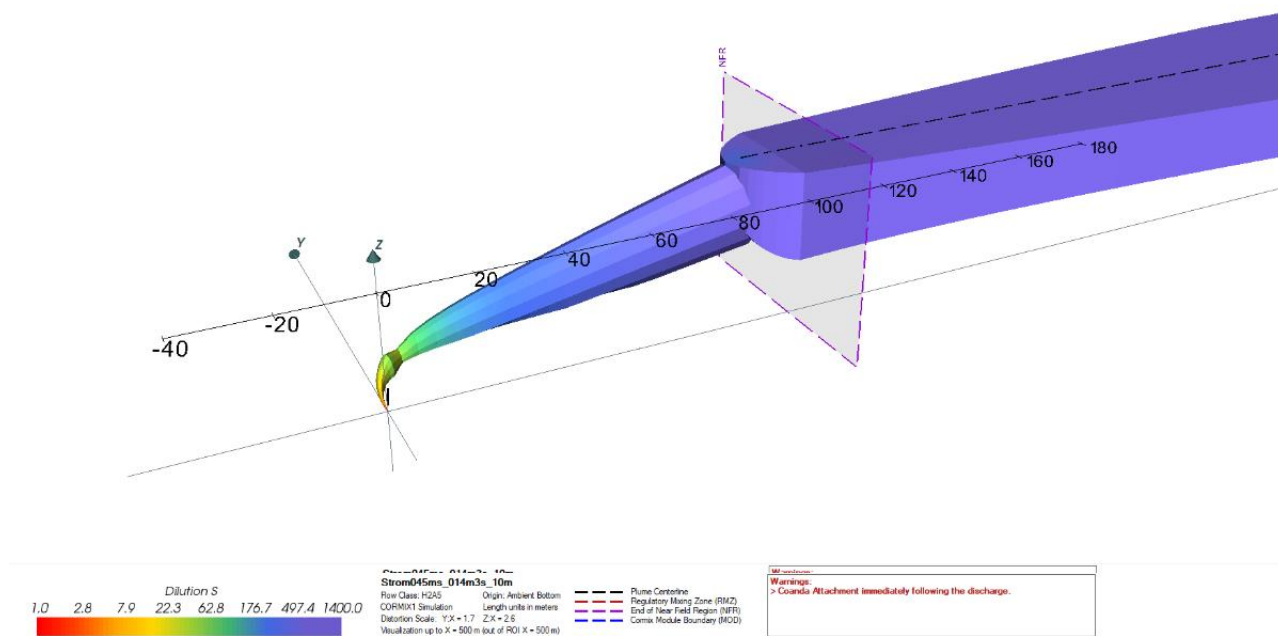 NFR
180
160
140
120
100
80
60
40
20
0
-20
-40
Y
Z
Dilution S
1.0 2.8 7.9 22.3 62.8 176.7 497.4 1400.0
Strom045ms_014m3s_10m
Strom045ms_014m3s_10m
Flow Class: H2A5 Origin: Ambient Bottom
CORMIX1 Simulation Length units in meters
Distortion Scale: Y:X = 1.7 Z:X = 2.6
Visualization up to X = 500 m (out of ROI X = 500 m)
Plume Centerline
Regulatory Mixing Zone (RMZ)
End of Near Field Region (NFR)
Cormix Module Boundary (MOD)
Warnings:
Warnings:
> Coanda Attachment immediately following the discharge.